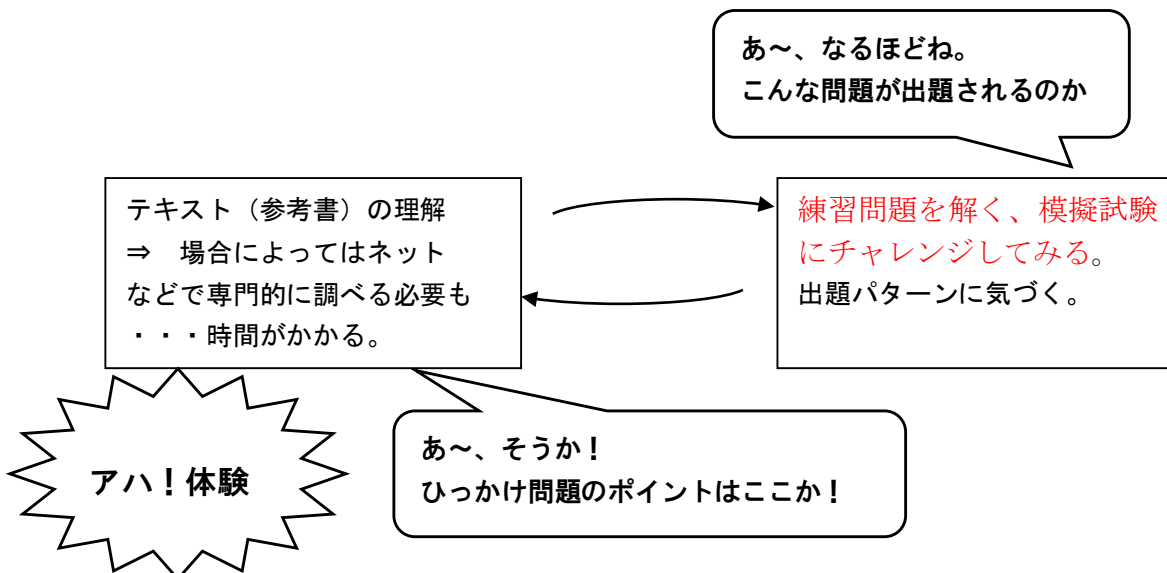 あ～、なるほどね。
こんな問題が出題されるのか
テキスト（参考書）の理解
⇒　場合によってはネット
などで専門的に調べる必要も
・・・時間がかかる。
練習問題を解く、模擬試験
にチャレンジしてみる。
出題パターンに気づく。
アハ！体験
あ～、そうか！
ひっかけ問題のポイントはここか！